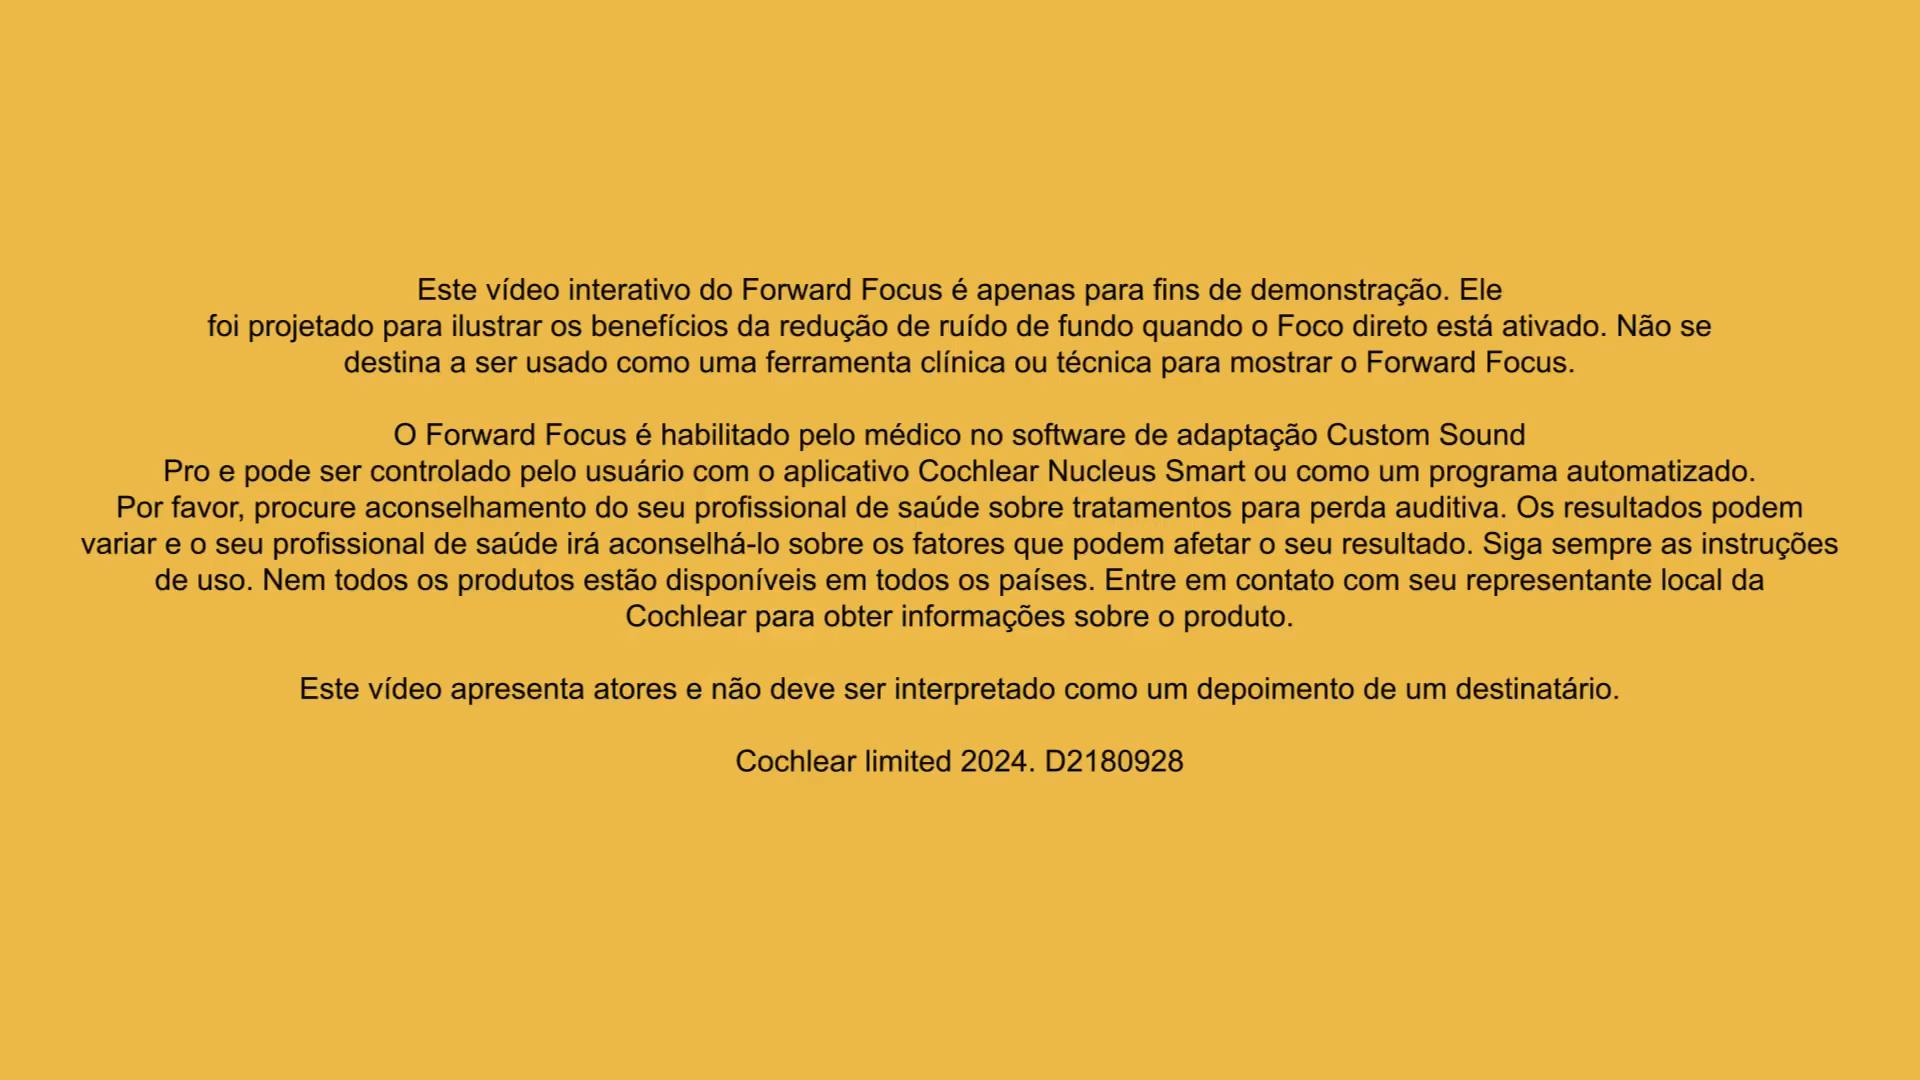 Este vídeo interativo do Forward Focus é apenas para fins de demonstração. Ele
foi projetado para ilustrar os benefícios da redução de ruído de fundo quando o Foco direto está ativado. Não se
destina a ser usado como uma ferramenta clínica ou técnica para mostrar o Forward Focus.
O Forward Focus é habilitado pelo médico no software de adaptação Custom Sound
Pro e pode ser controlado pelo usuário com o aplicativo Cochlear Nucleus Smart ou como um programa automatizado.
Por favor, procure aconselhamento do seu profissional de saúde sobre tratamentos para perda auditiva. Os resultados podem
variar e o seu profissional de saúde irá aconselhá-lo sobre os fatores que podem afetar o seu resultado. Siga sempre as instruções
de uso. Nem todos os produtos estão disponíveis em todos os países. Entre em contato com seu representante local da
Cochlear para obter informações sobre o produto.
Este vídeo apresenta atores e não deve ser interpretado como um depoimento de um destinatário.
Cochlear limited 2024. D2180928